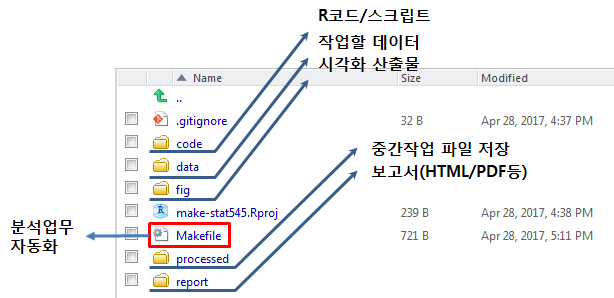 R코드/스크립트
작업할 데이터
시각화 산출물
Name Size Modified
..
.gitignore 32 B Apr 28, 2017, 4:37 PM
code
data
fig
중간작업 파일 저장
보고서(HTML/PDF등)
make-stat545.Rproj 239 B Apr 28, 2017, 4:38 PM
분석업무
자동화
Makefile 721 B Apr 28, 2017, 5:11 PM
processed
report